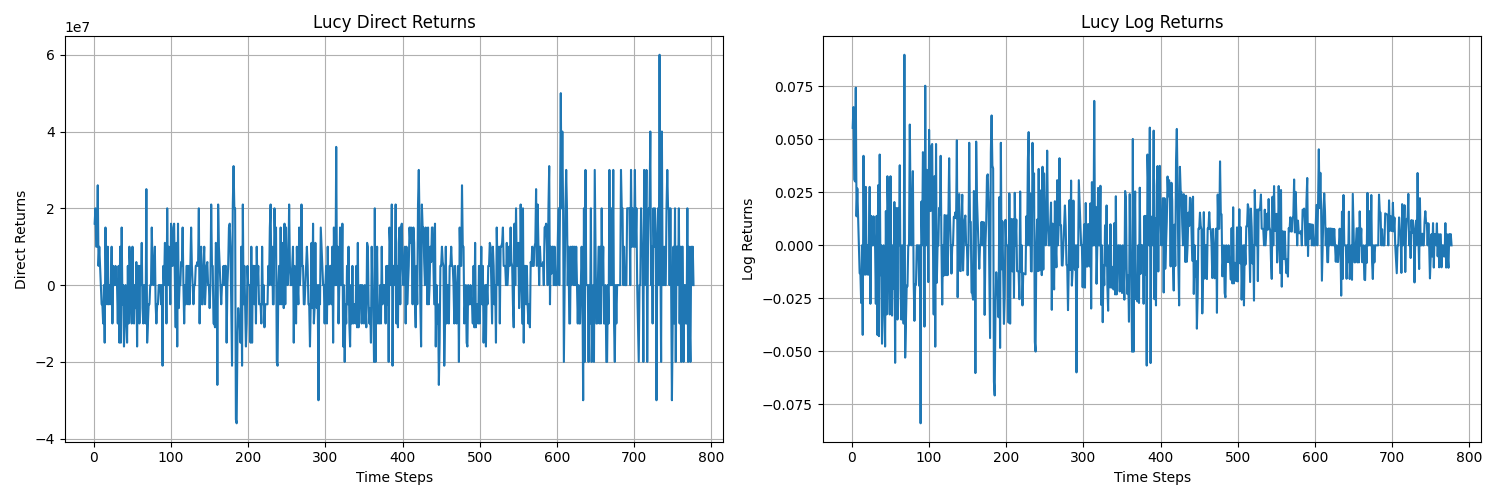 Lucy Direct Returns
1e7
6
4
2
0
−2
−4
Direct Returns
0 100 200 300 400 500 600 700 800
Time Steps
Lucy Log Returns
0.075
0.050
0.025
0.000
−0.025
−0.050
−0.075
Log Returns
0 100 200 300 400 500 600 700 800
Time Steps